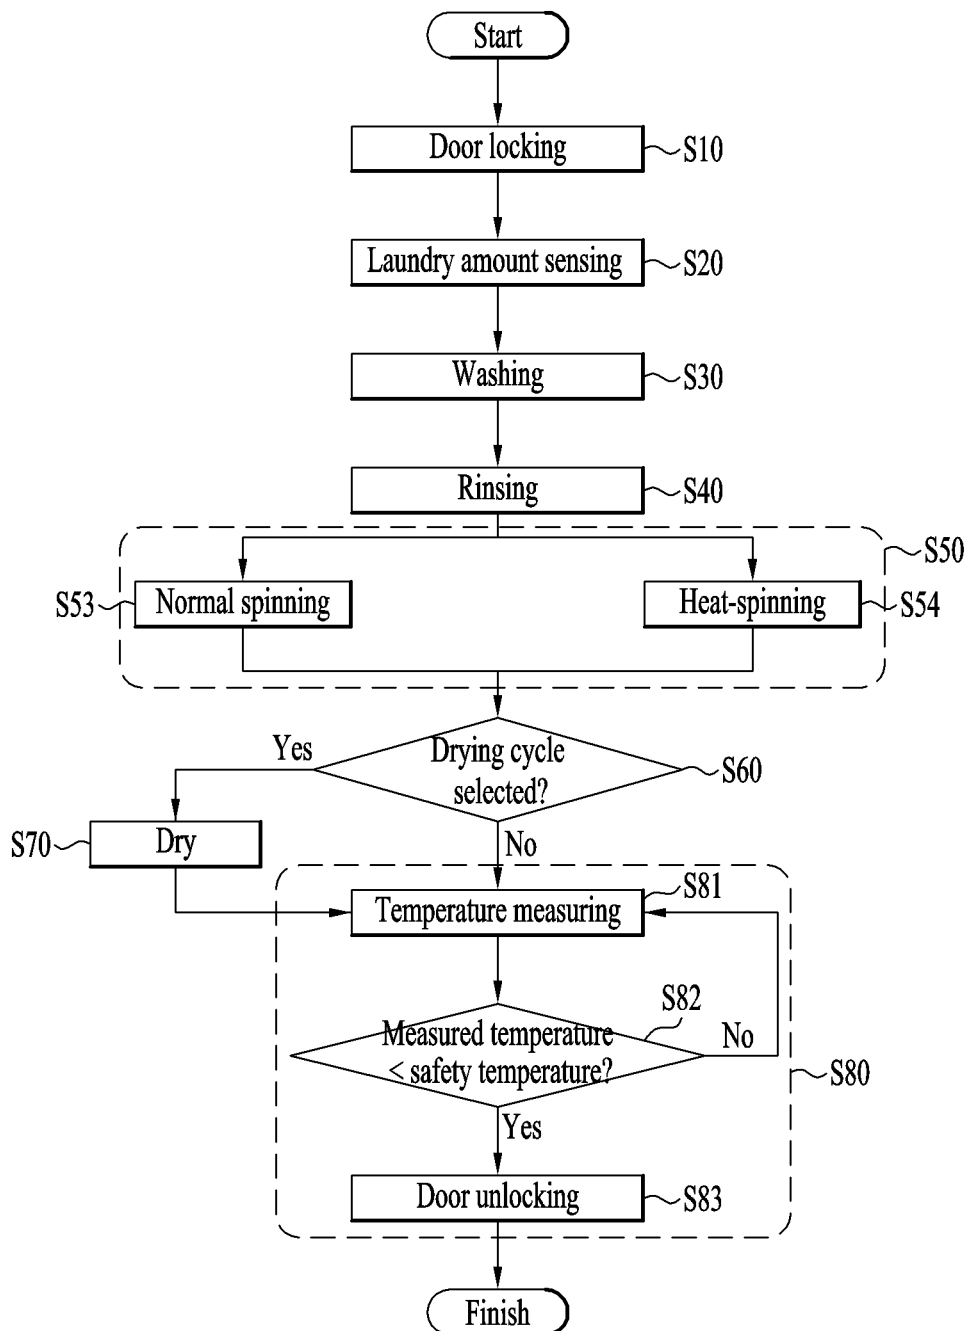 Start
Door locking
S10
Laundry amount sensing
S20
Washing
S30
Rinsing
S40
S50
S53
Normal spinning
Heat-spinning
S54
Yes
Drying cycle
selected?
S60
S70
Dry
No
S81
Temperature measuring
S82
Measured temperature
< safety temperature?
No
S80
Yes
Door unlocking
S83
Finish